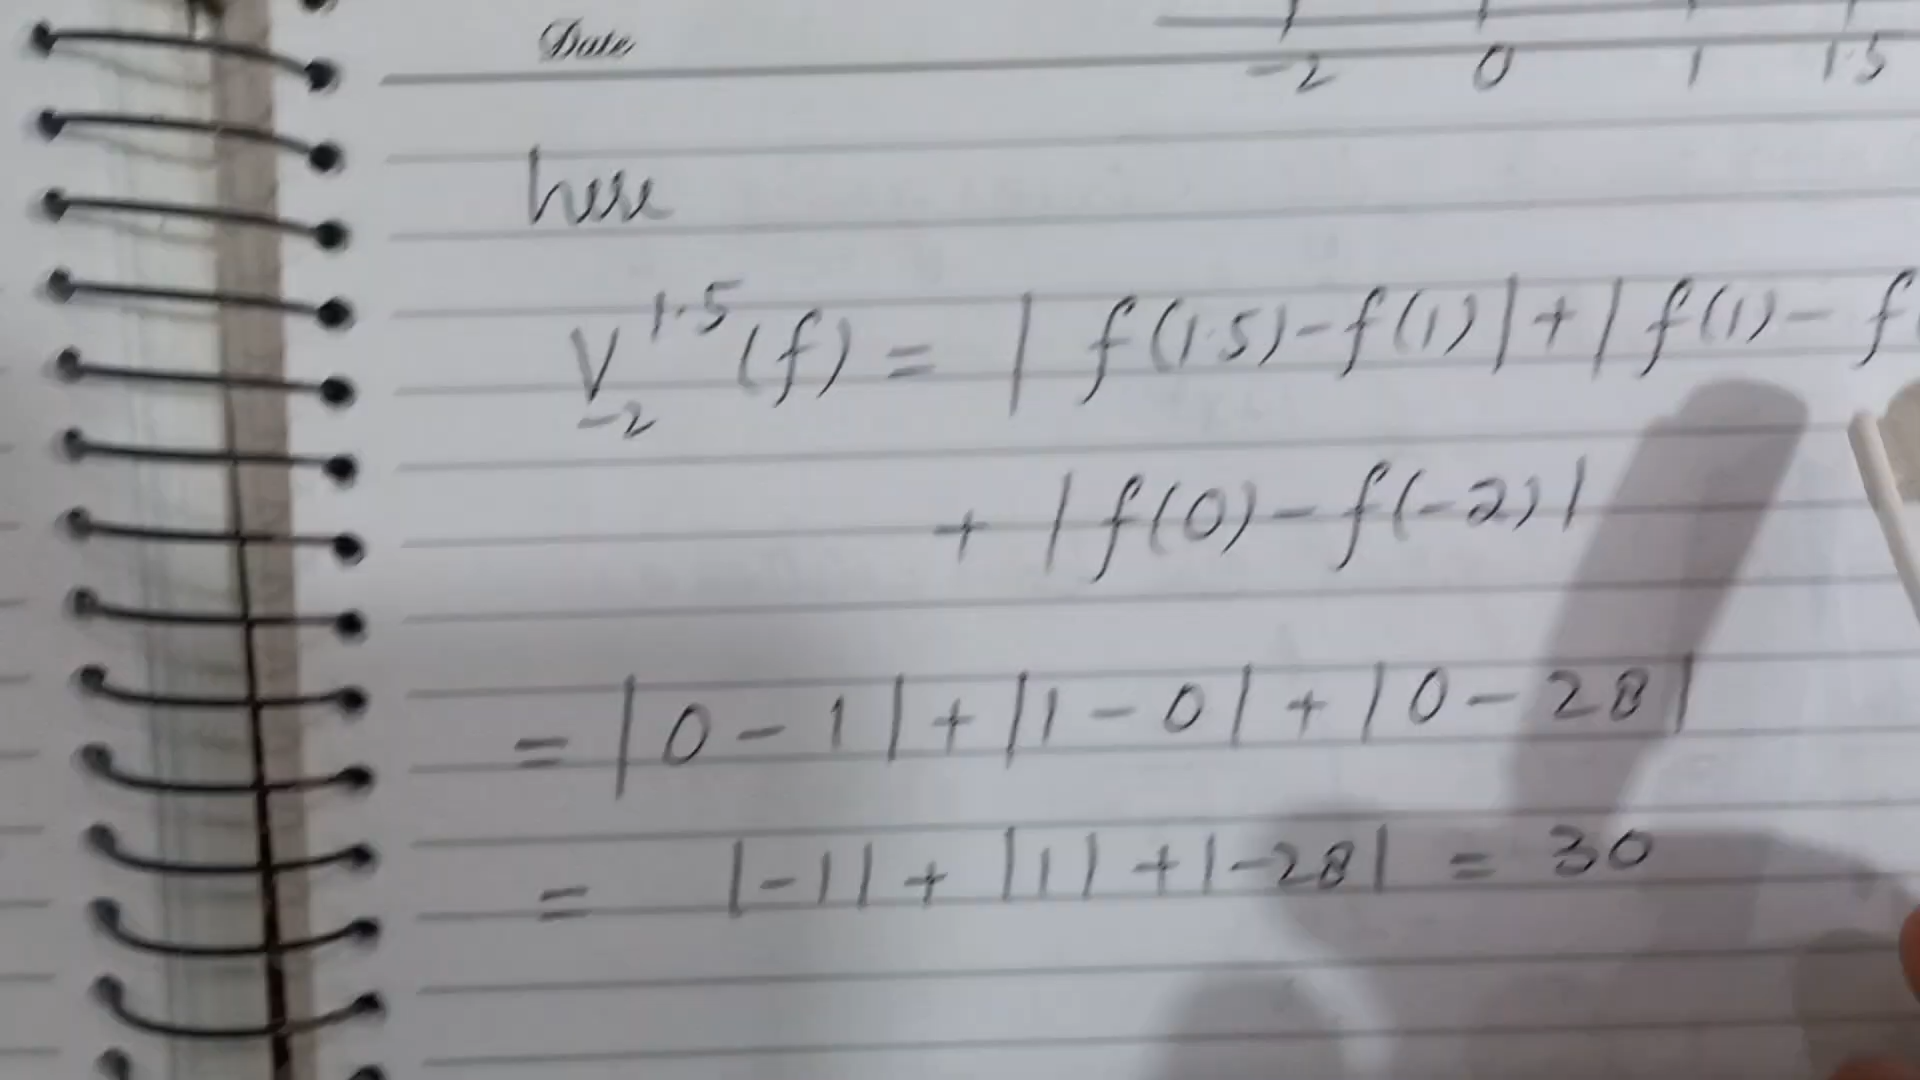 Date
-2 0 1 1.5
here
V_{-2}^{1.5}(f) = | f(1.5) - f(1) | + | f(1) - f(
+ | f(0) - f(-2) |
= | 0 - 1 | + | 1 - 0 | + | 0 - 28 |
= |-1| + |1| + |-28| = 30